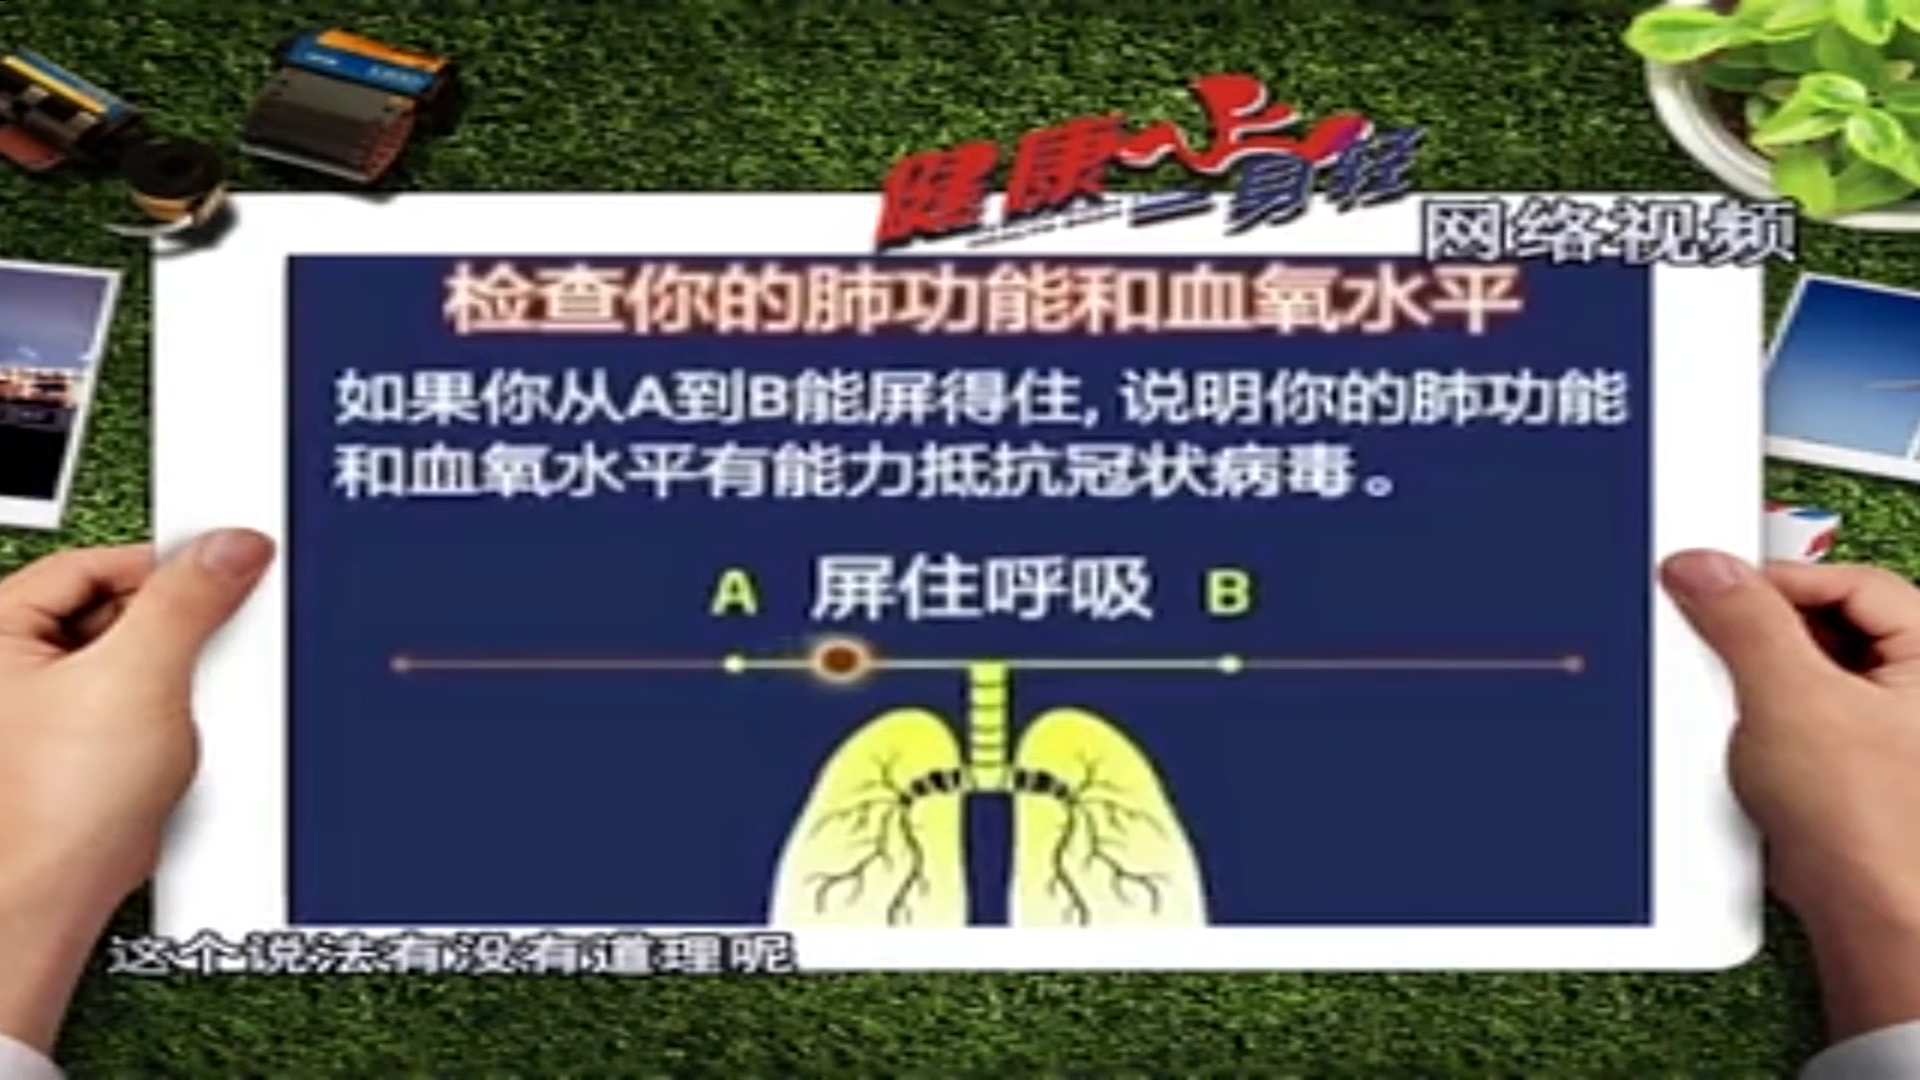 健康一身轻
网络视频
检查你的肺功能和血氧水平
如果你从A到B能屏得住,说明你的肺功能
和血氧水平有能力抵抗冠状病毒。
A 屏住呼吸 B
这个说法有没有道理呢